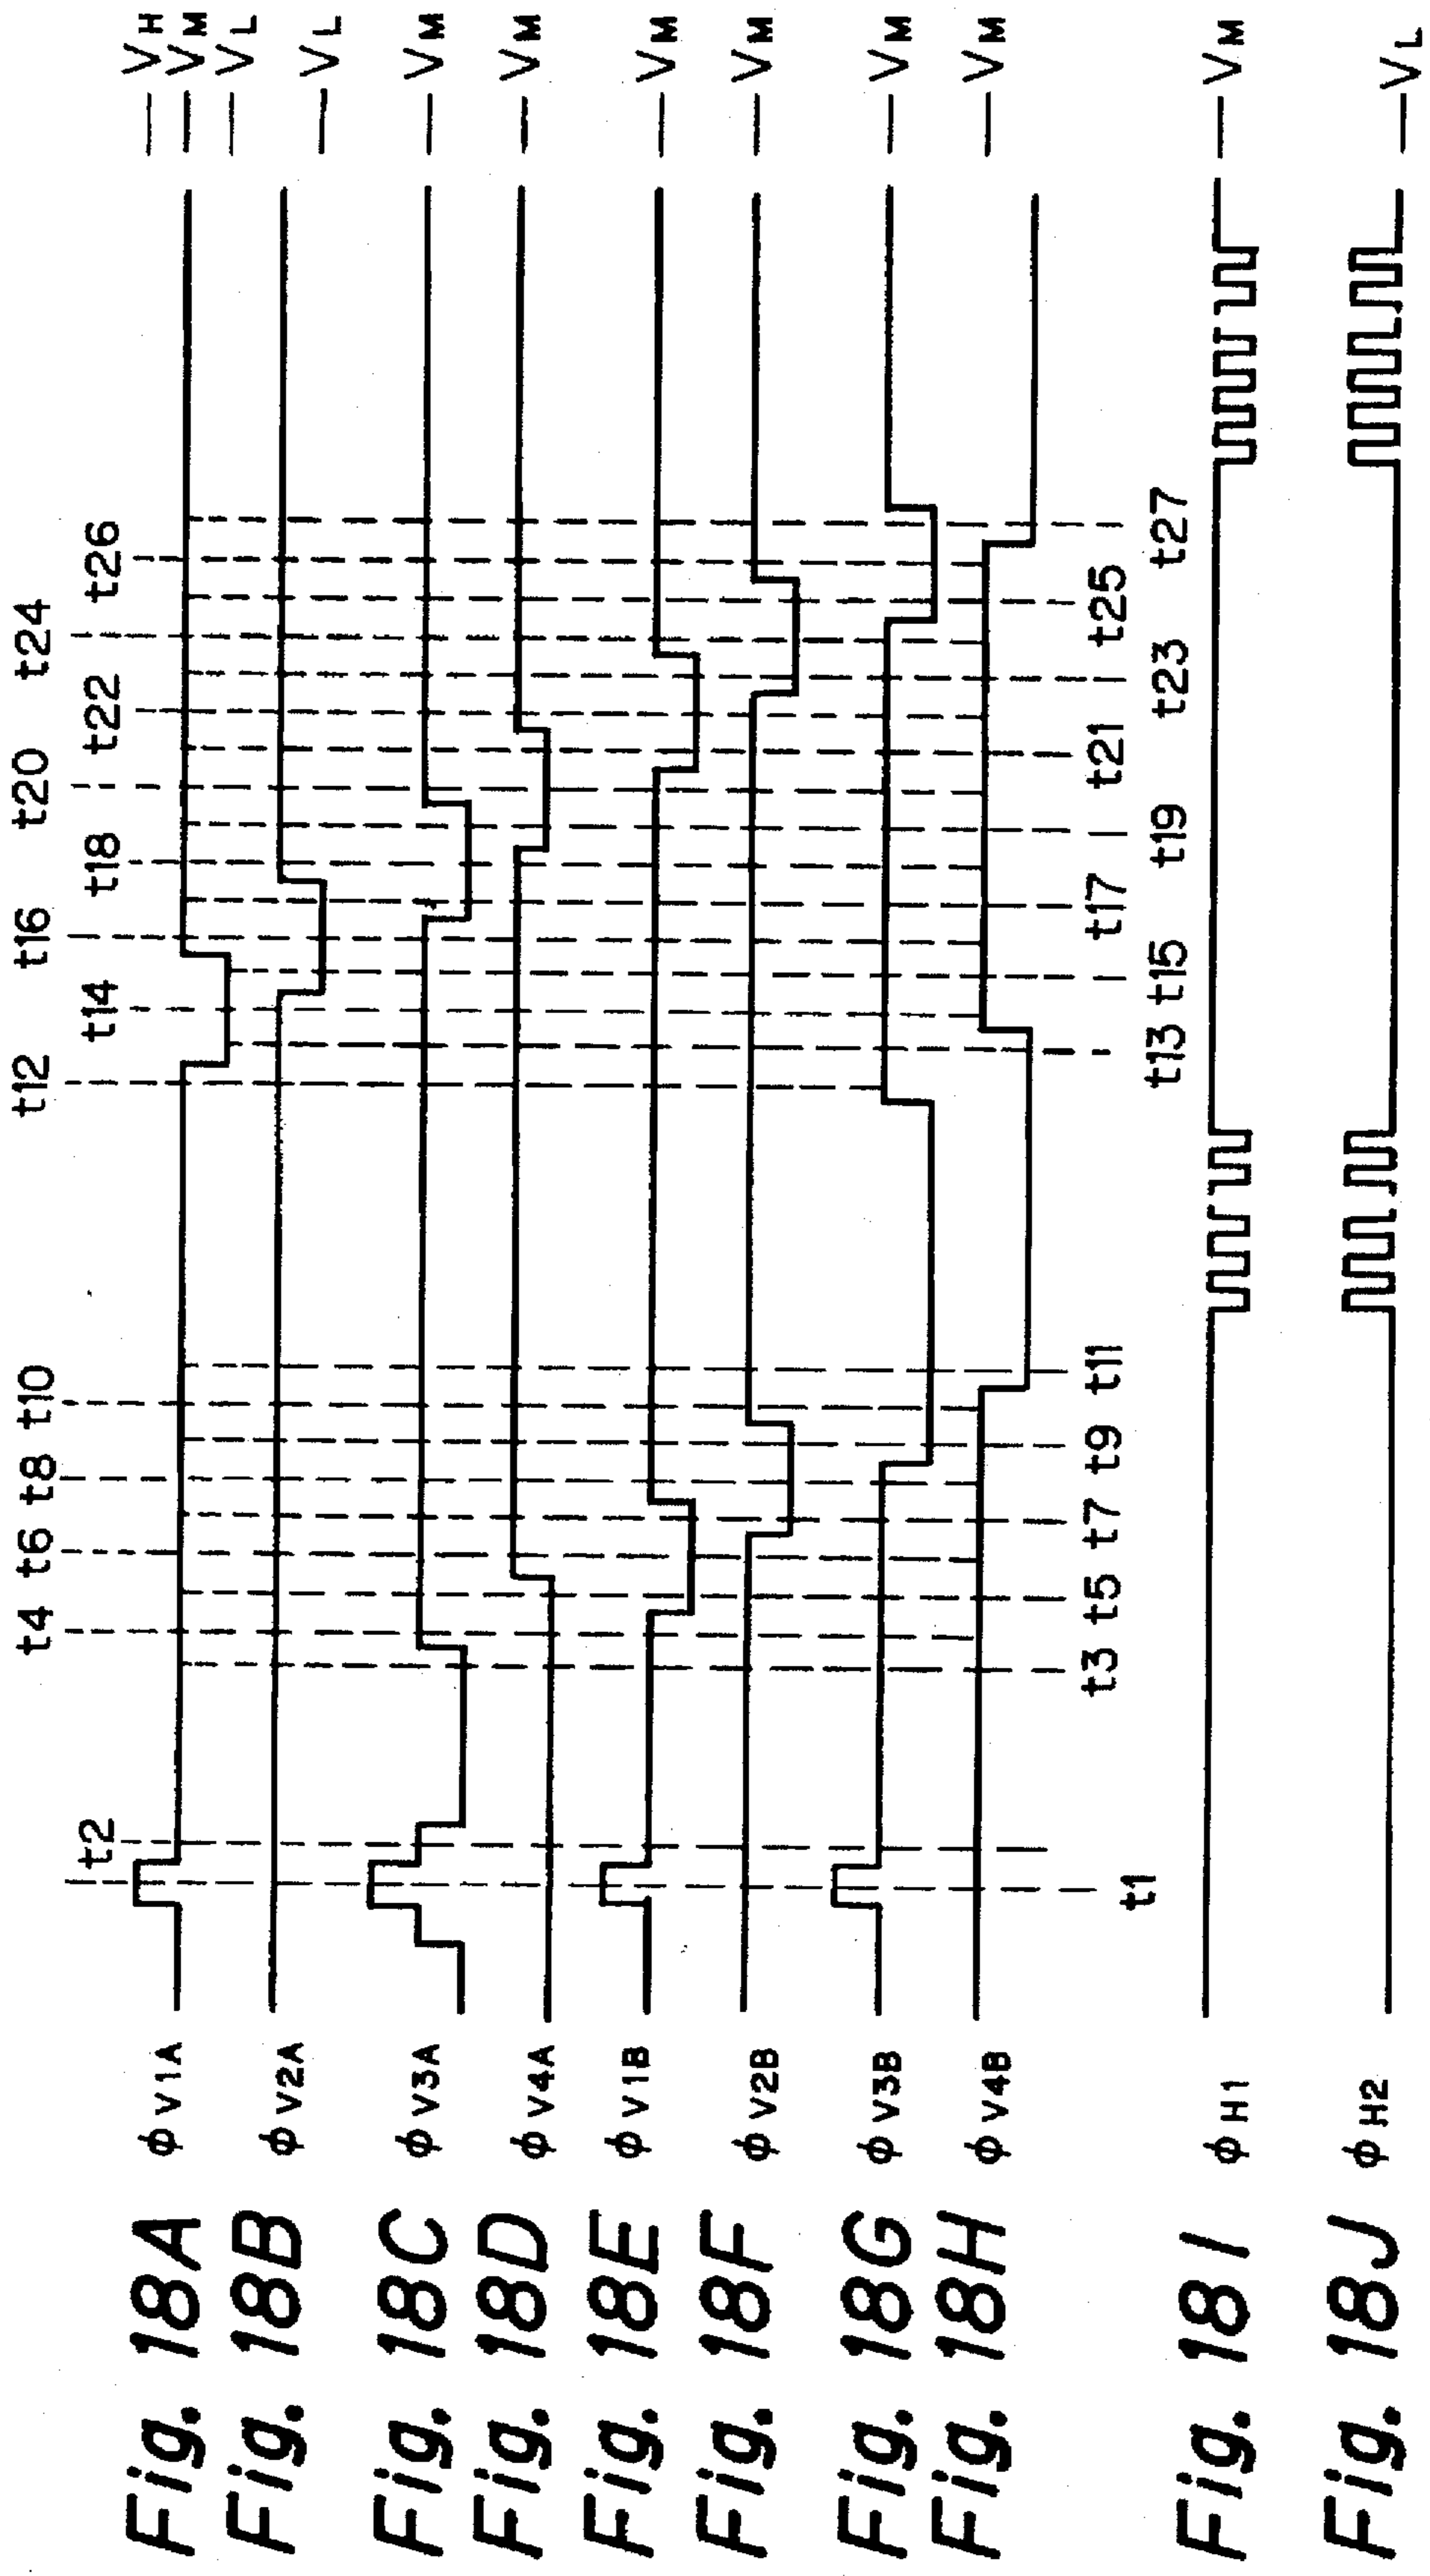 t2 t4 t6 t8 t10 t12 t14 t16 t18 t20 t22 t24 t26
Fig. 18A φV1A VH
VM
VL
Fig. 18B φV2A VL
Fig. 18C φV3A VM
Fig. 18D φV4A VM
Fig. 18E φV1B VM
Fig. 18F φV2B VM
Fig. 18G φV3B VM
Fig. 18H φV4B VM
t1 t3 t5 t7 t9 t11 t13 t15 t17 t19 t21 t23 t25 t27
Fig. 18I φH1 VM
Fig. 18J φH2 VL